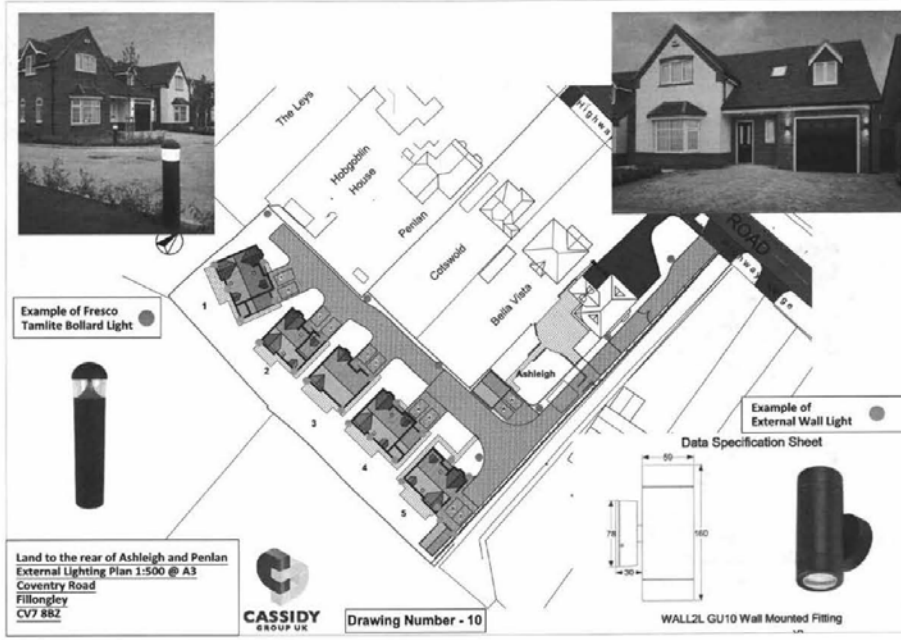 The Leys
Hobgoblin
House
Penlan
Cotswold
Bella Vista
Ashleigh
Highway
ROAD
1
2
3
4
5
Example of Fresco
Tamlite Bollard Light
Example of
External Wall Light
Data Specification Sheet
59
160
78
36
WALL2L GU10 Wall Mounted Fitting
Land to the rear of Ashleigh and Penlan
External Lighting Plan 1:500 @ A3
Coventry Road
Fillongley
CV7 8BZ
CASSIDY
GROUP UK
Drawing Number - 10